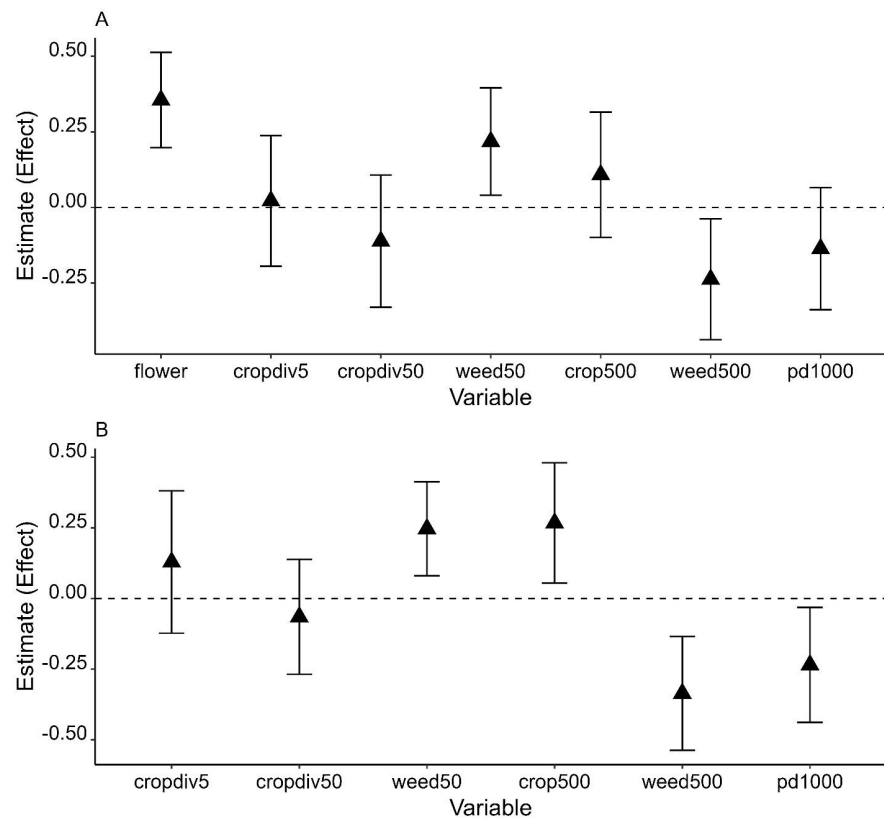 A
0.50
0.25
0.00
-0.25
Estimate (Effect)
flower cropdiv5 cropdiv50 weed50 crop500 weed500 pd1000
Variable
B
0.50
0.25
0.00
-0.25
-0.50
Estimate (Effect)
cropdiv5 cropdiv50 weed50 crop500 weed500 pd1000
Variable